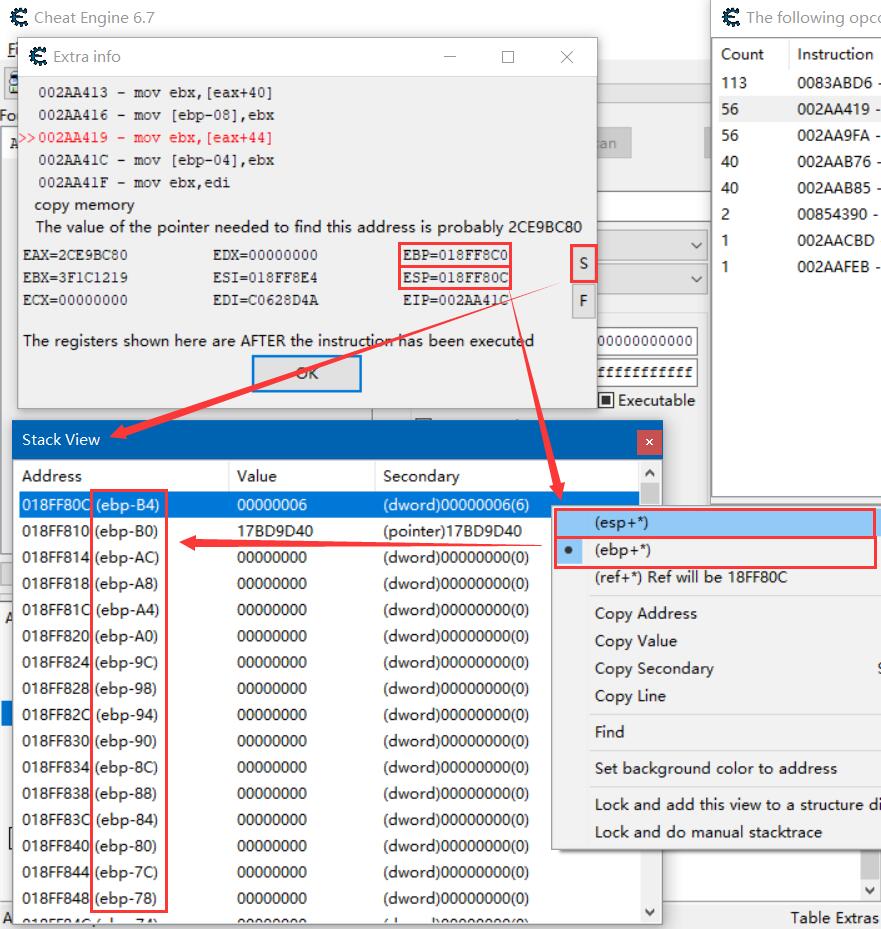 Cheat Engine 6.7
The following opco
Extra info
002AA413 - mov ebx,[eax+40]
002AA416 - mov [ebp-08],ebx
>>002AA419 - mov ebx,[eax+44]
002AA41C - mov [ebp-04],ebx
002AA41F - mov ebx,edi
copy memory
The value of the pointer needed to find this address is probably 2CE9BC80
EAX=2CE9BC80 EDX=00000000 EBP=018FF8C0
EBX=3F1C1219 ESI=018FF8E4 ESP=018FF80C
ECX=00000000 EDI=C0628D4A EIP=002AA41C
S
F
The registers shown here are AFTER the instruction has been executed
OK
Count Instruction
113 0083ABD6 -
56 002AA419 -
56 002AA9FA -
40 002AAB76 -
40 002AAB85 -
2 00854390 -
1 002AACBD
1 002AAFEB -
an
00000000000
fffffffffff
Executable
Stack View
Address Value Secondary
018FF80C (ebp-B4) 00000006 (dword)00000006(6)
018FF810 (ebp-B0) 17BD9D40 (pointer)17BD9D40
018FF814 (ebp-AC) 00000000 (dword)00000000(0)
018FF818 (ebp-A8) 00000000 (dword)00000000(0)
018FF81C (ebp-A4) 00000000 (dword)00000000(0)
018FF820 (ebp-A0) 00000000 (dword)00000000(0)
018FF824 (ebp-9C) 00000000 (dword)00000000(0)
018FF828 (ebp-98) 00000000 (dword)00000000(0)
018FF82C (ebp-94) 00000000 (dword)00000000(0)
018FF830 (ebp-90) 00000000 (dword)00000000(0)
018FF834 (ebp-8C) 00000000 (dword)00000000(0)
018FF838 (ebp-88) 00000000 (dword)00000000(0)
018FF83C (ebp-84) 00000000 (dword)00000000(0)
018FF840 (ebp-80) 00000000 (dword)00000000(0)
018FF844 (ebp-7C) 00000000 (dword)00000000(0)
018FF848 (ebp-78) 00000000 (dword)00000000(0)
(esp+*)
(ebp+*)
(ref+*) Ref will be 18FF80C
Copy Address
Copy Value
Copy Secondary
Copy Line
Find
Set background color to address
Lock and add this view to a structure di
Lock and do manual stacktrace
Table Extras